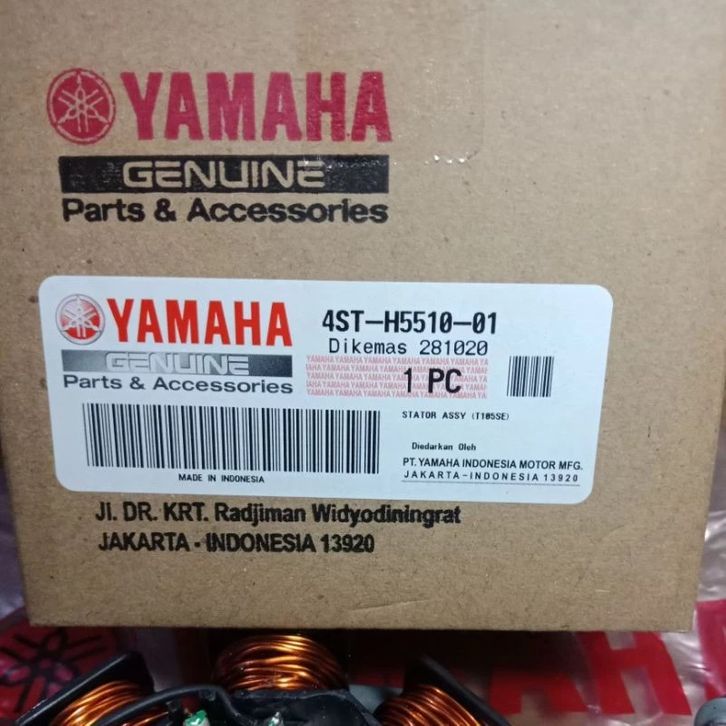 YAMAHA
GENUINE
Parts & Accessories
YAMAHA
GENUINE
Parts & Accessories
4ST-H5510-01
Dikemas 281020
1 PC
STATOR ASSY (T105SE)
Diedarkan Oleh
PT. YAMAHA INDONESIA MOTOR MFG.
JAKARTA-INDONESIA 13920
MADE IN INDONESIA
Jl. DR. KRT. Radjiman Widyodiningrat
JAKARTA - INDONESIA 13920